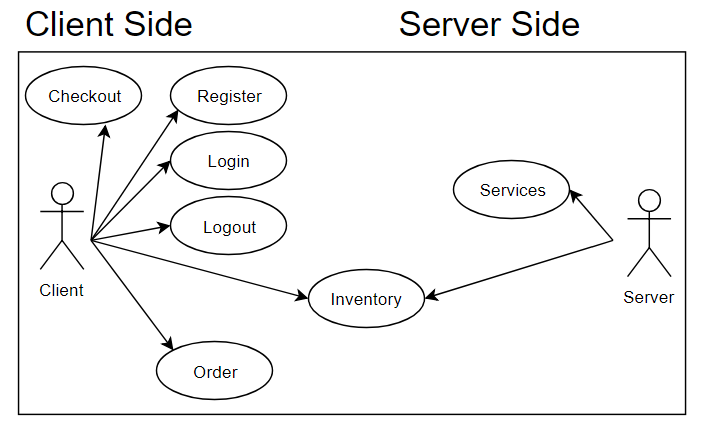 Client Side
Server Side
Checkout
Register
Login
Services
Logout
Client
Server
Inventory
Order